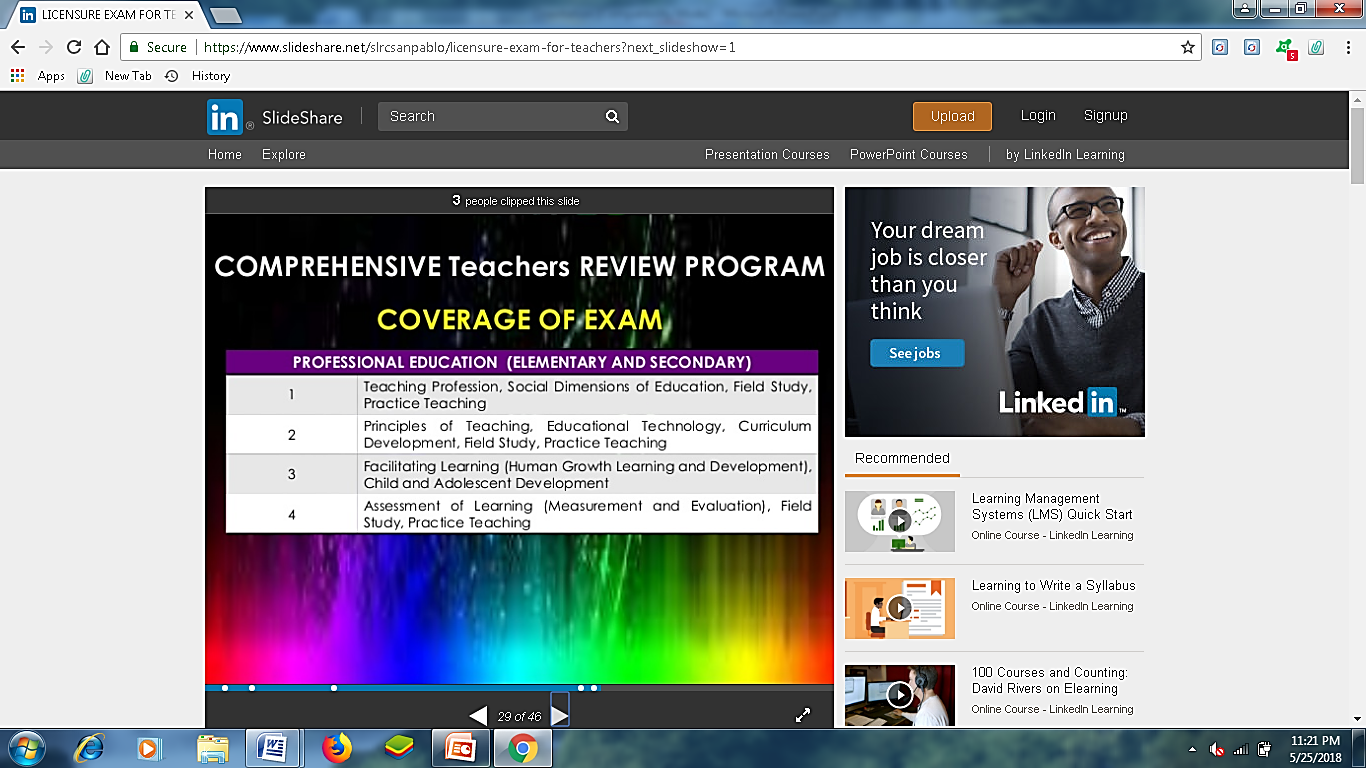 LICENSURE EXAM FOR TE
Secure
https://www.slideshare.net/slrcsanpablo/licensure-exam-for-teachers?next_slideshow=1
5
Apps
New Tab
History
in ® SlideShare
Search
Upload
Login
Signup
Home
Explore
Presentation Courses
PowerPoint Courses
by LinkedIn Learning
3 people clipped this slide
COMPREHENSIVE Teachers REVIEW PROGRAM
COVERAGE OF EXAM
PROFESSIONAL EDUCATION (ELEMENTARY AND SECONDARY)
1
Teaching Profession, Social Dimensions of Education, Field Study,
Practice Teaching
2
Principles of Teaching, Educational Technology, Curriculum
Development, Field Study, Practice Teaching
3
Facilitating Learning (Human Growth Learning and Development),
Child and Adolescent Development
4
Assessment of Learning (Measurement and Evaluation), Field
Study, Practice Teaching
29 of 46
Your dream
job is closer
than you
think
See jobs
Linked in ™
Recommended
Learning Management
Systems (LMS) Quick Start
Online Course - LinkedIn Learning
Learning to Write a Syllabus
Online Course - LinkedIn Learning
100 Courses and Counting:
David Rivers on Elearning
Online Course - LinkedIn Learning
11:21 PM
5/25/2018